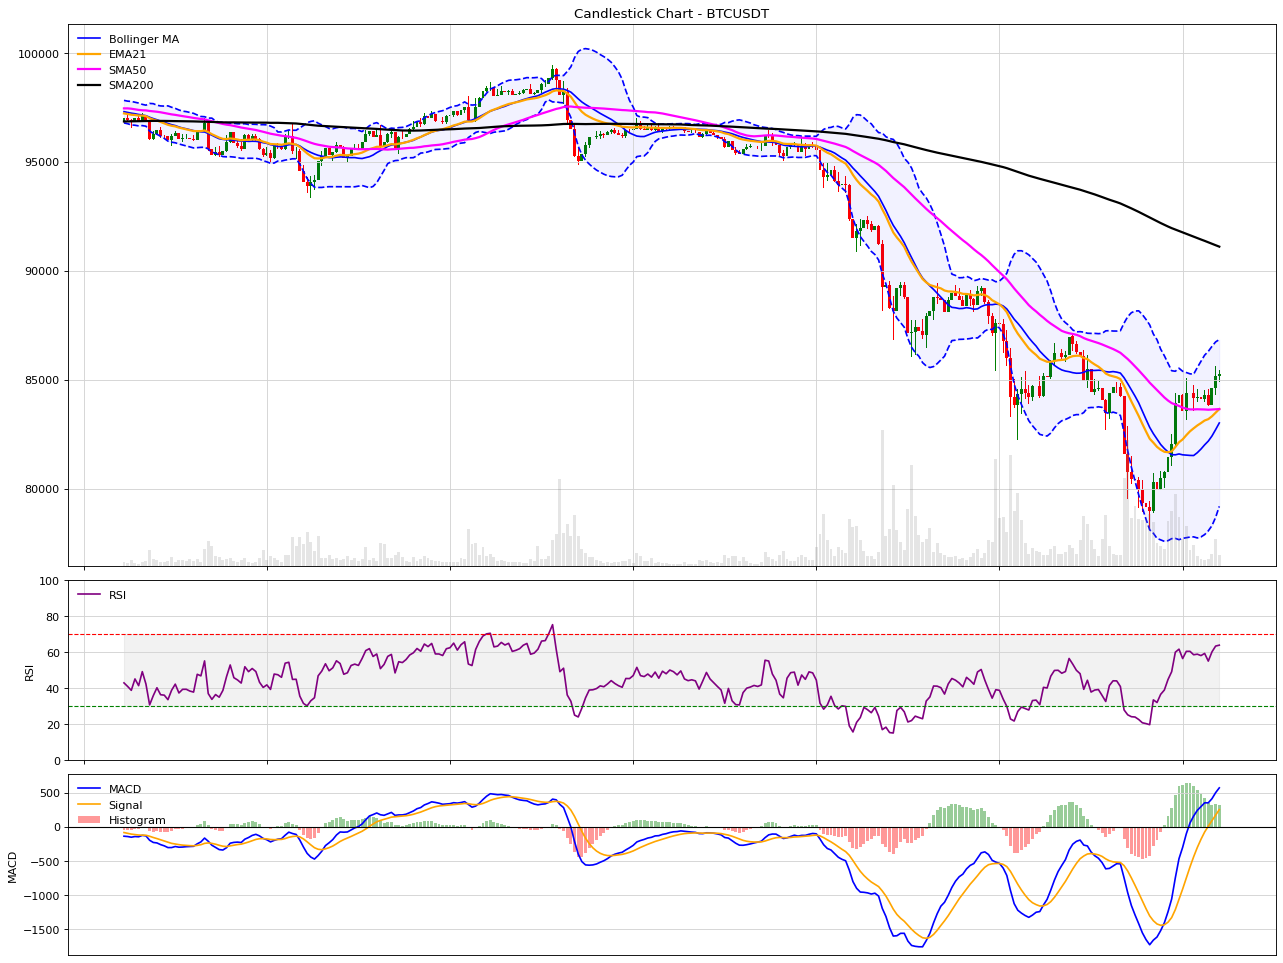 Candlestick Chart - BTCUSDT
Bollinger MA
EMA21
SMA50
SMA200
100000
95000
90000
85000
80000
RSI
RSI
100
80
60
40
20
0
MACD
Signal
Histogram
MACD
500
0
−500
−1000
−1500